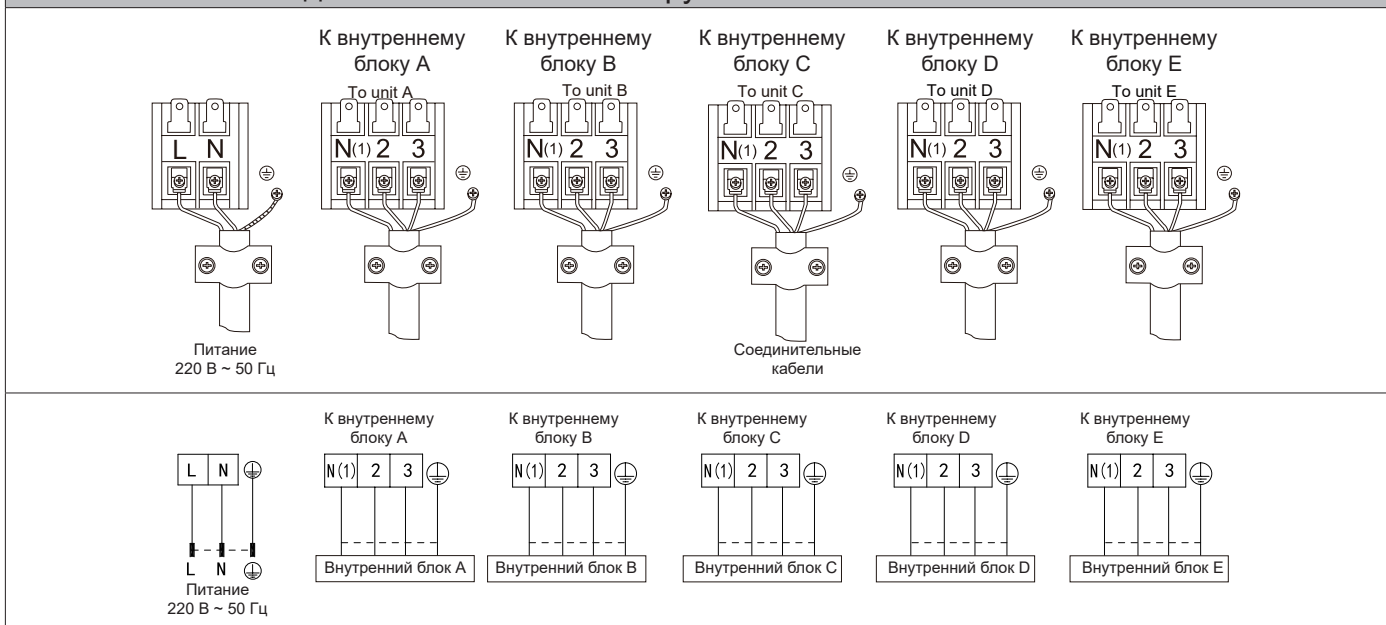 К внутреннему
блоку A
To unit A
К внутреннему
блоку B
To unit B
К внутреннему
блоку C
To unit C
К внутреннему
блоку D
To unit D
К внутреннему
блоку E
To unit E
L N
N(1) 2 3
N(1) 2 3
N(1) 2 3
N(1) 2 3
N(1) 2 3
Питание
220 В ~ 50 Гц
Соединительные
кабели
К внутреннему
блоку A
К внутреннему
блоку B
К внутреннему
блоку C
К внутреннему
блоку D
К внутреннему
блоку E
L N
N(1) 2 3
N(1) 2 3
N(1) 2 3
N(1) 2 3
N(1) 2 3
L N
Питание
220 В ~ 50 Гц
Внутренний блок A
Внутренний блок B
Внутренний блок C
Внутренний блок D
Внутренний блок E